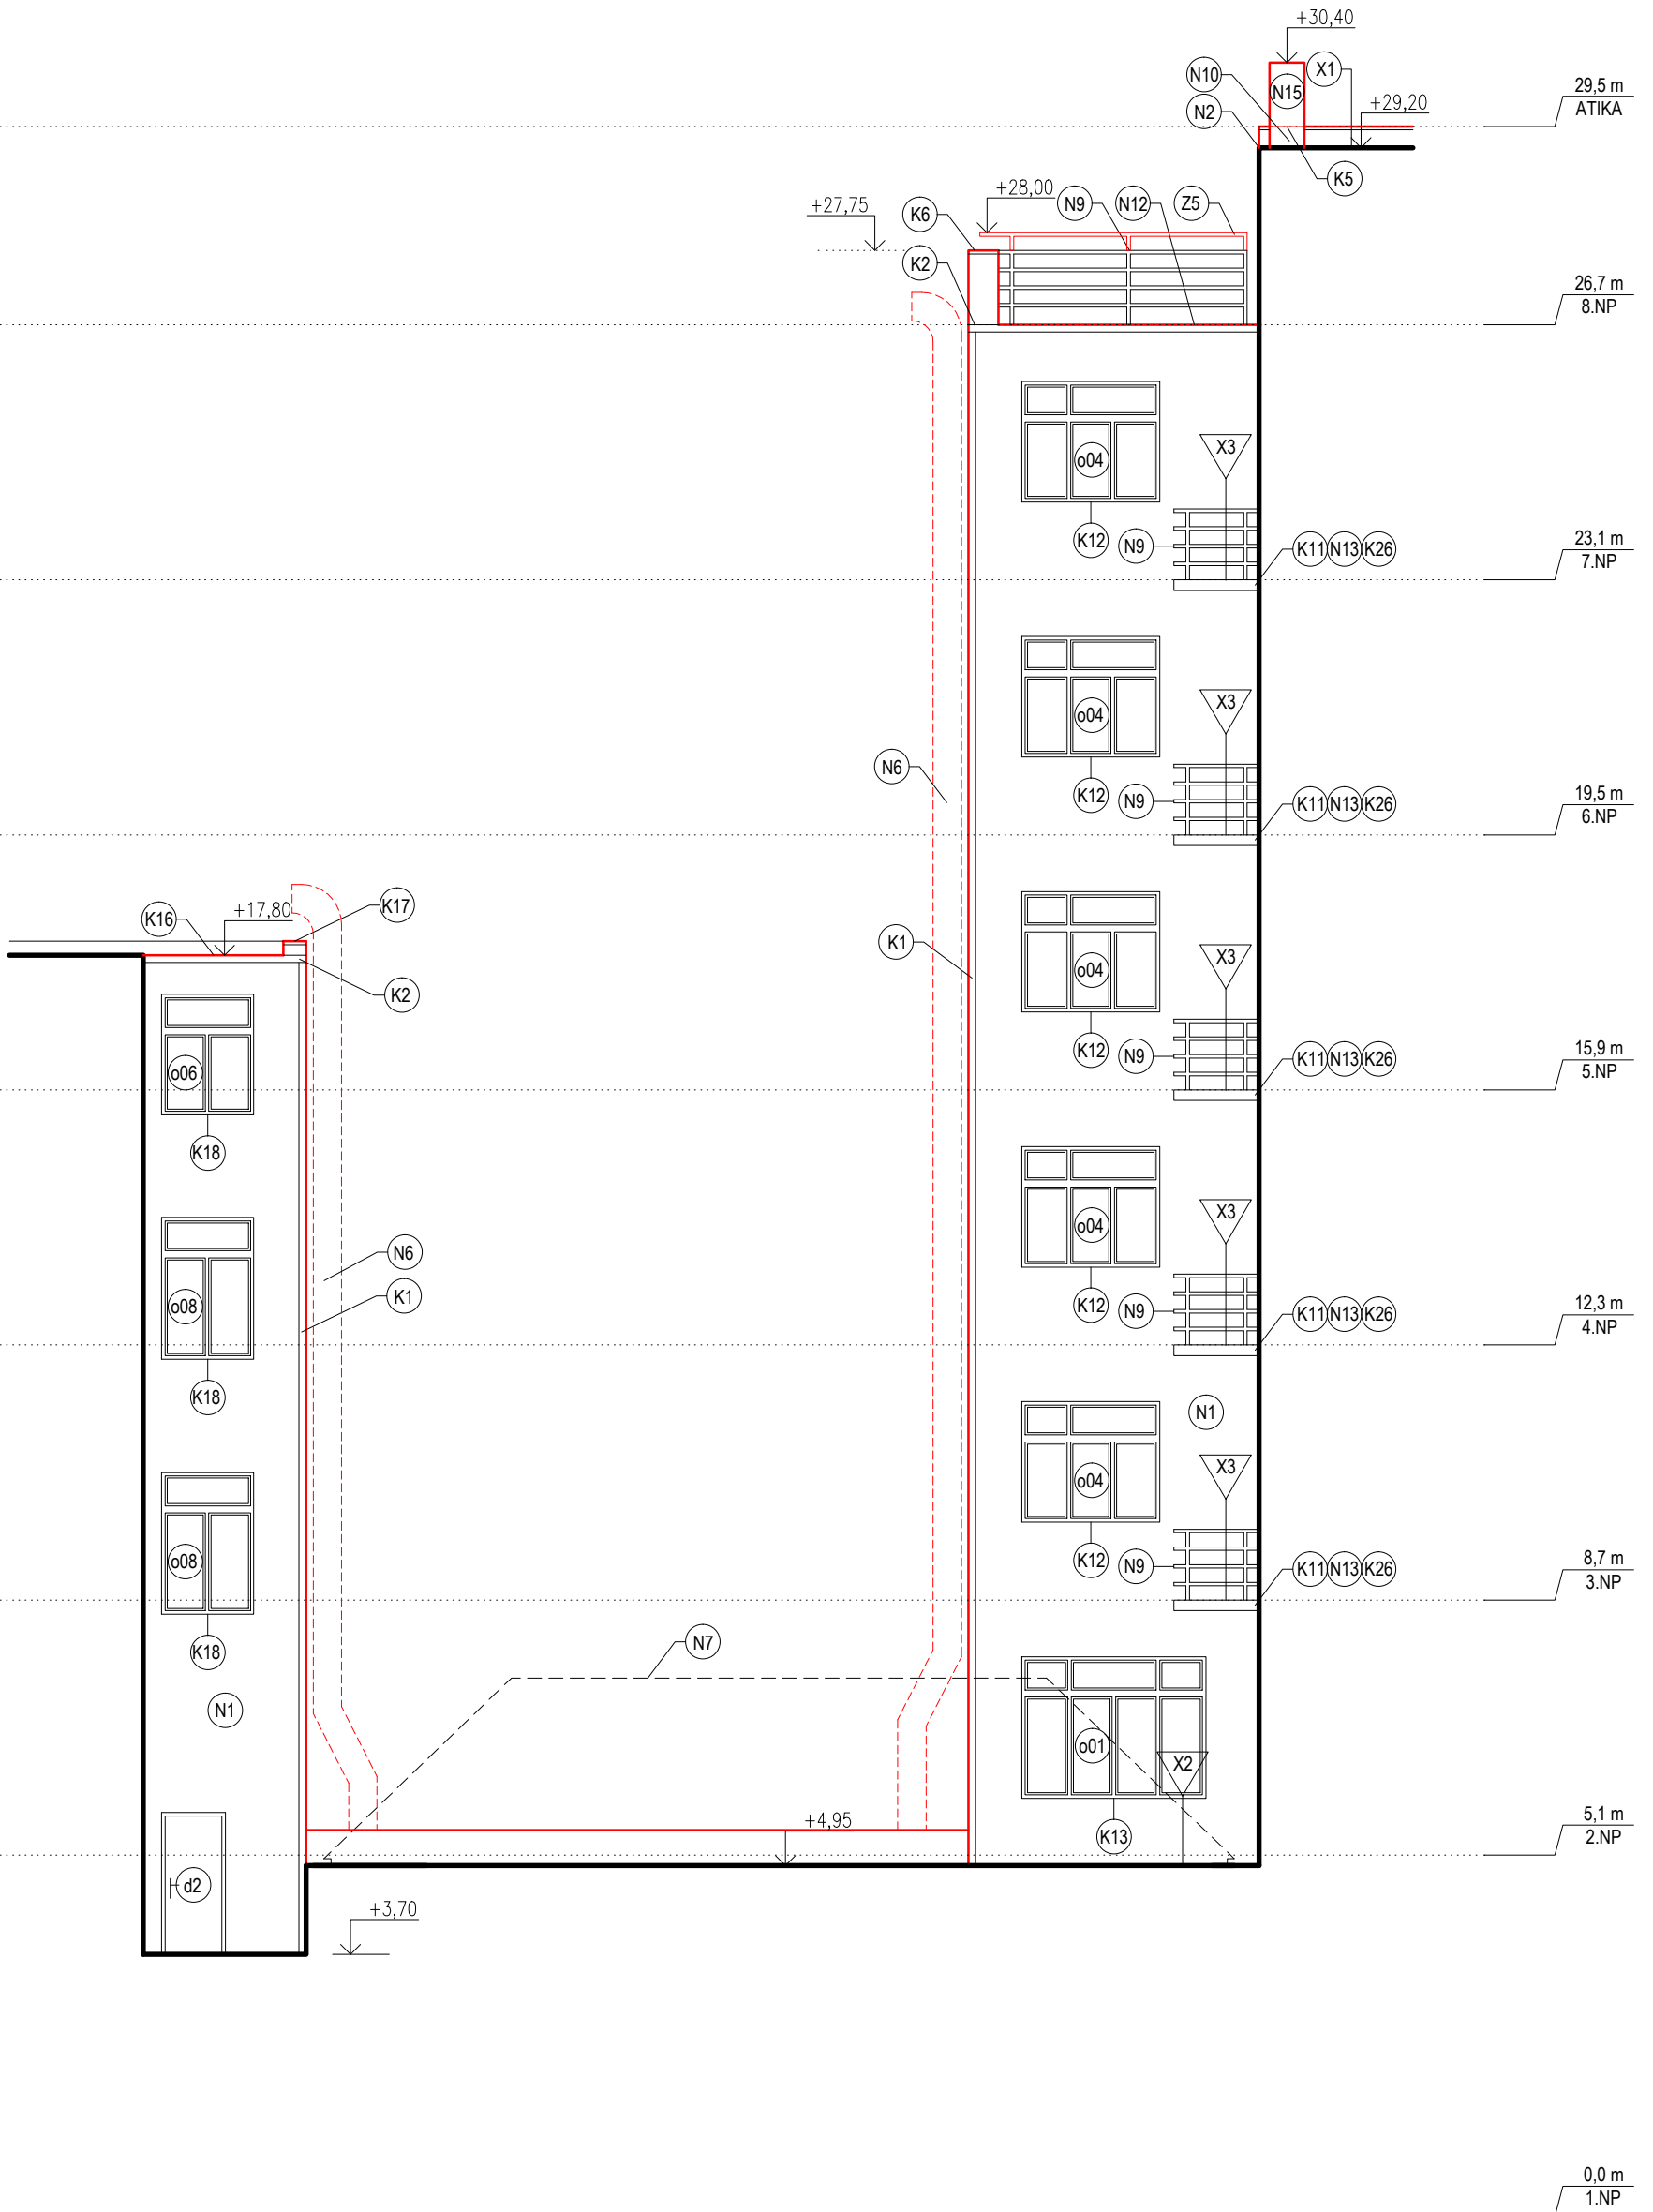 +30,40
N10
X1
N15
29,5 m
ATIKA
N2
+29,20
K5
+28,00
+27,75
K6
N9
N12
Z5
K2
26,7 m
8.NP
o04
X3
K12
N9
K11
N13
K26
23,1 m
7.NP
o04
X3
N6
K12
N9
K11
N13
K26
19,5 m
6.NP
K16
+17,80
K17
K1
o04
X3
K2
K12
N9
K11
N13
K26
15,9 m
5.NP
o06
K18
o04
X3
N6
K1
o08
K12
N9
K11
N13
K26
12,3 m
4.NP
K18
N1
o04
X3
o08
K12
N9
K11
N13
K26
8,7 m
3.NP
K18
N7
N1
o01
X2
+4,95
K13
5,1 m
2.NP
d2
+3,70
0,0 m
1.NP